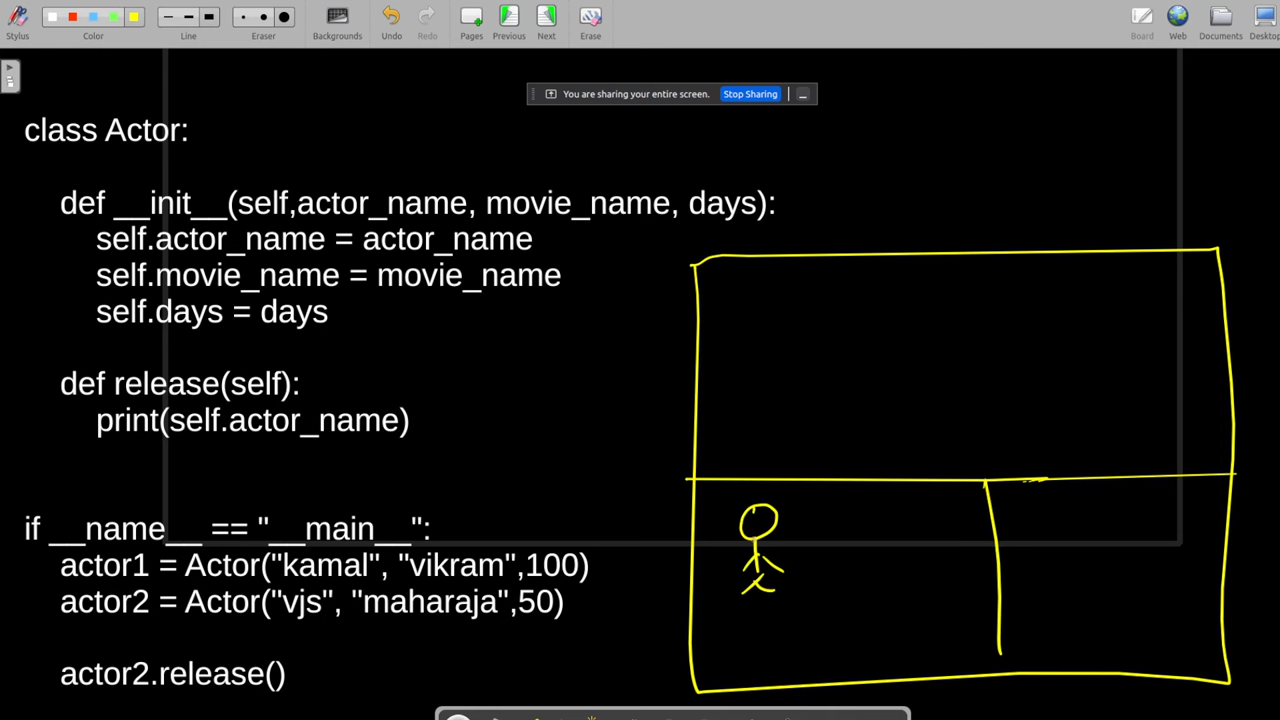 Stylus Color Line Eraser Backgrounds Undo Redo Pages Previous Next Erase Board Web Documents
You are sharing your entire screen. Stop Sharing
class Actor:
def __init__(self,actor_name, movie_name, days):
self.actor_name = actor_name
self.movie_name = movie_name
self.days = days
def release(self):
print(self.actor_name)
if __name__ == "__main__":
actor1 = Actor("kamal", "vikram",100)
actor2 = Actor("vjs", "maharaja",50)
actor2.release()